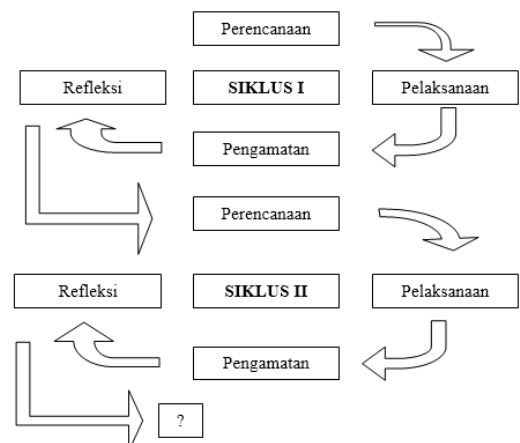 Perencanaan
Refleksi
SIKLUS I
Pelaksanaan
Pengamatan
Perencanaan
Refleksi
SIKLUS II
Pelaksanaan
Pengamatan
?